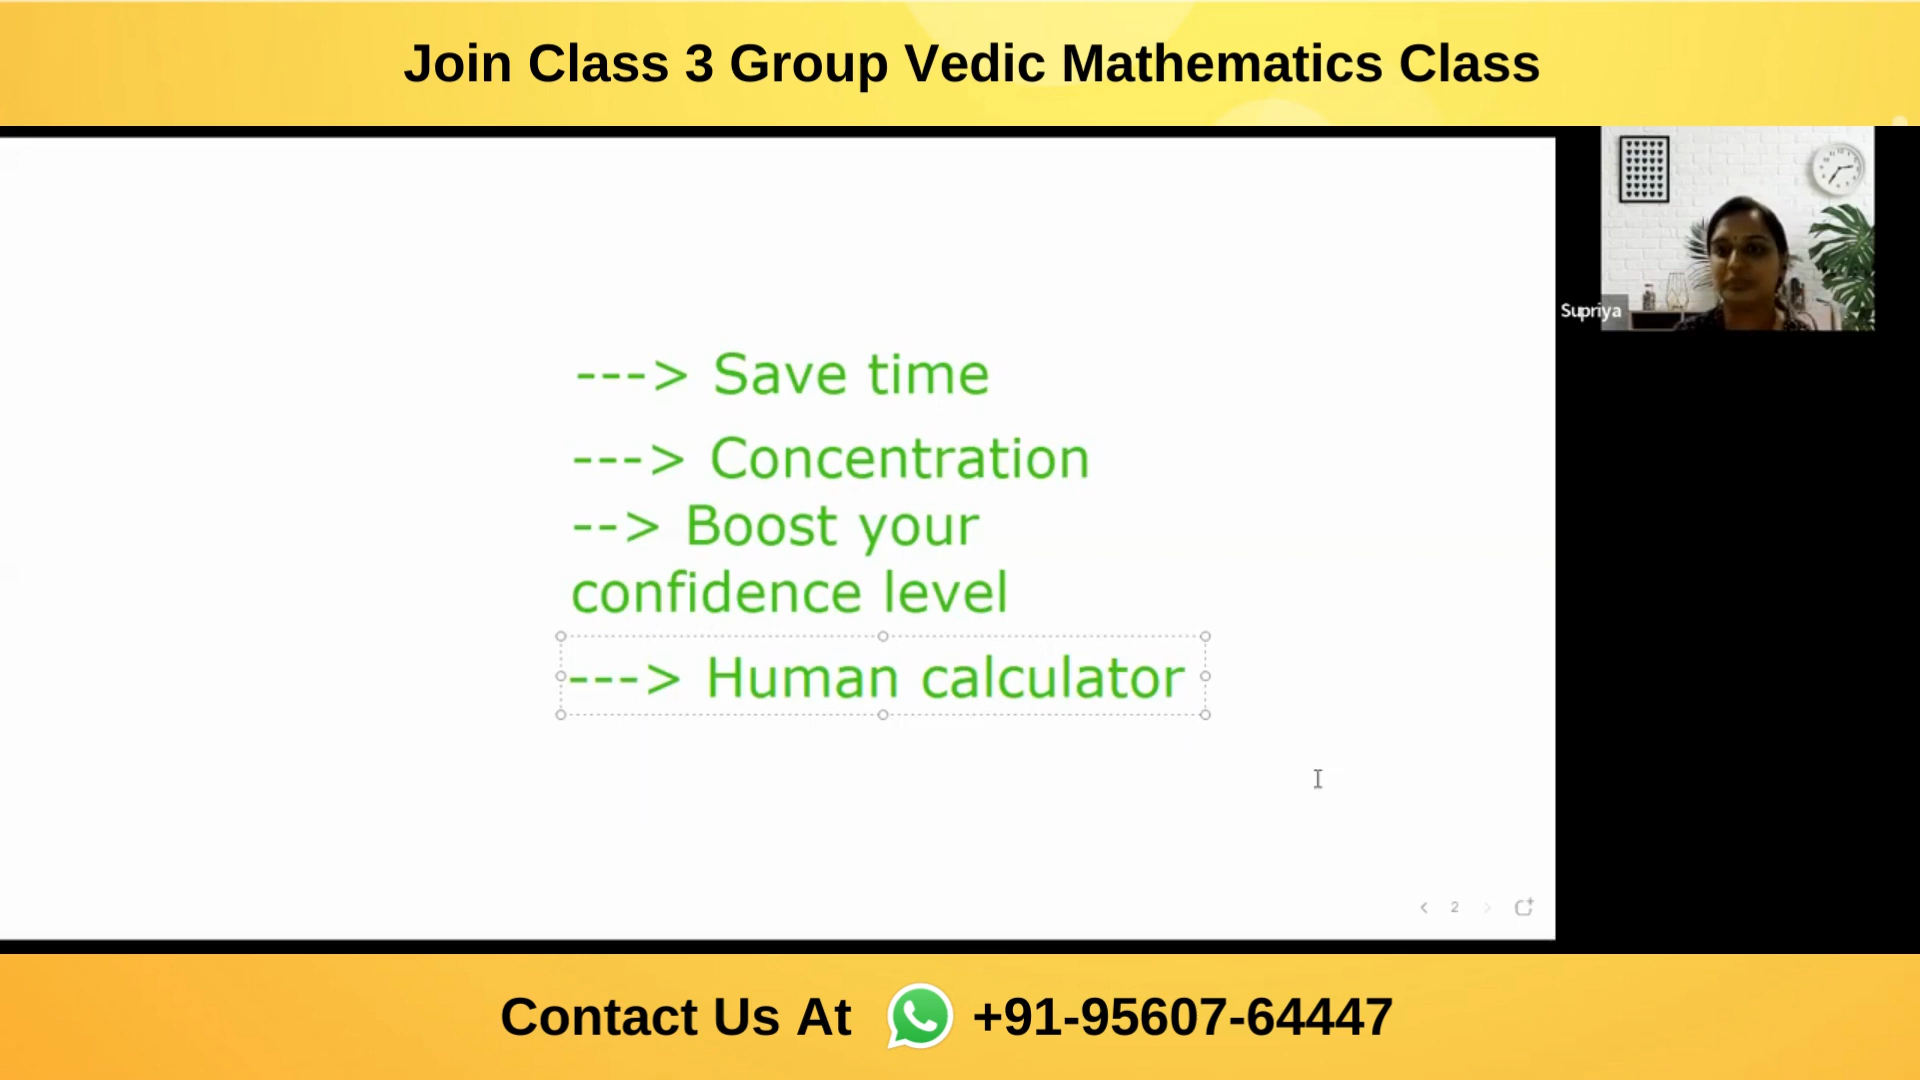 Join Class 3 Group Vedic Mathematics Class
Supriya
---> Save time
---> Concentration
--> Boost your
confidence level
---> Human calculator
2
Contact Us At +91-95607-64447